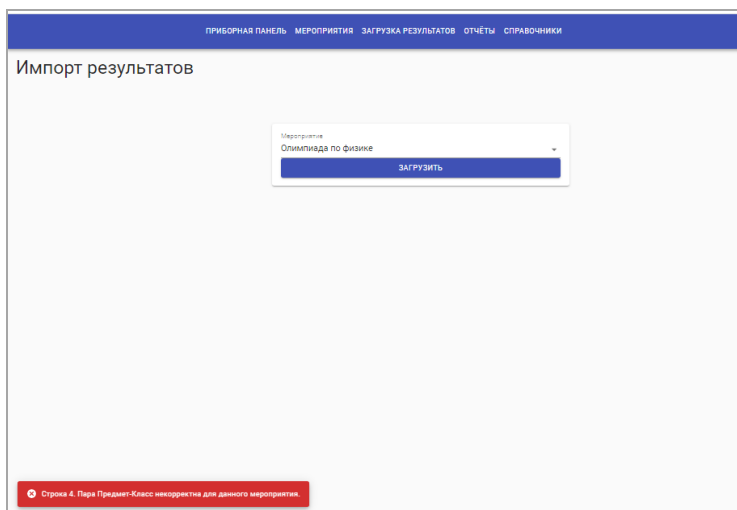 ПРИБОРНАЯ ПАНЕЛЬ МЕРОПРИЯТИЯ ЗАГРУЗКА РЕЗУЛЬТАТОВ ОТЧЁТЫ СПРАВОЧНИКИ
Импорт результатов
Мероприятие
Олимпиада по физике
ЗАГРУЗИТЬ
Строка 4. Пара Предмет-Класс некорректна для данного мероприятия.